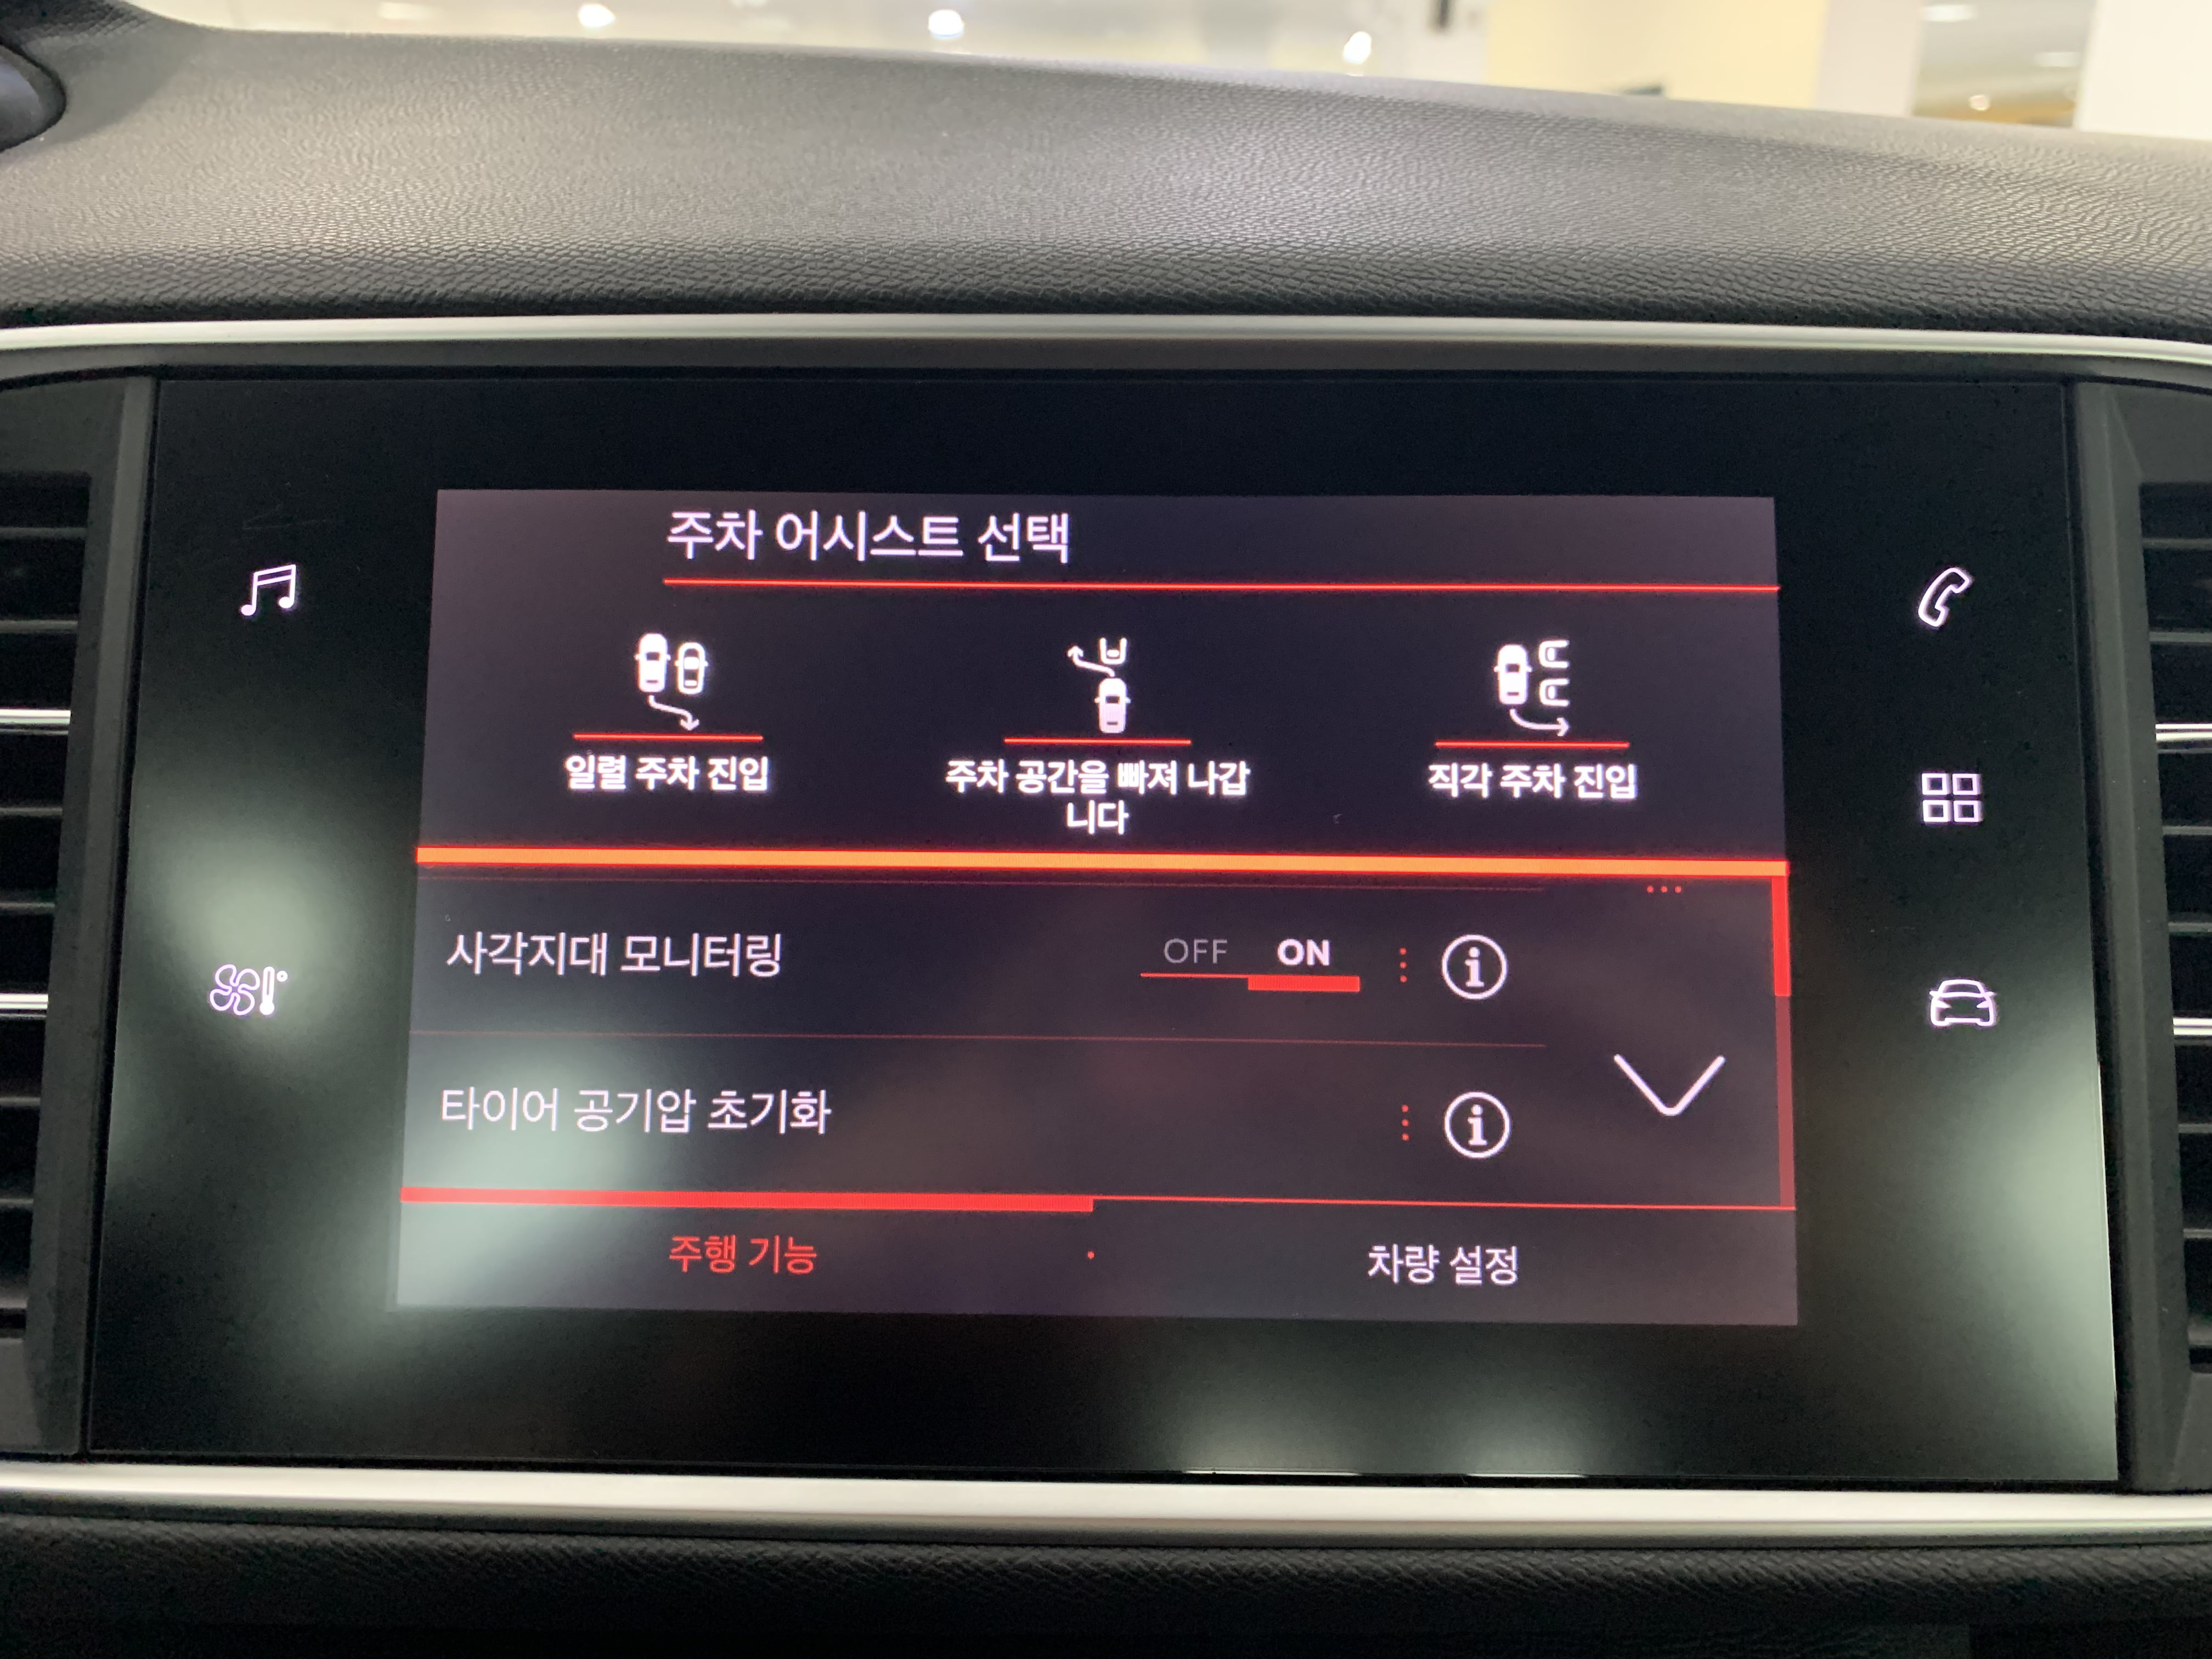 주차 어시스트 선택
일렬 주차 진입
주차 공간을 빠져 나갑
니다
직각 주차 진입
사각지대 모니터링
OFF ON
타이어 공기압 초기화
주행 기능
차량 설정